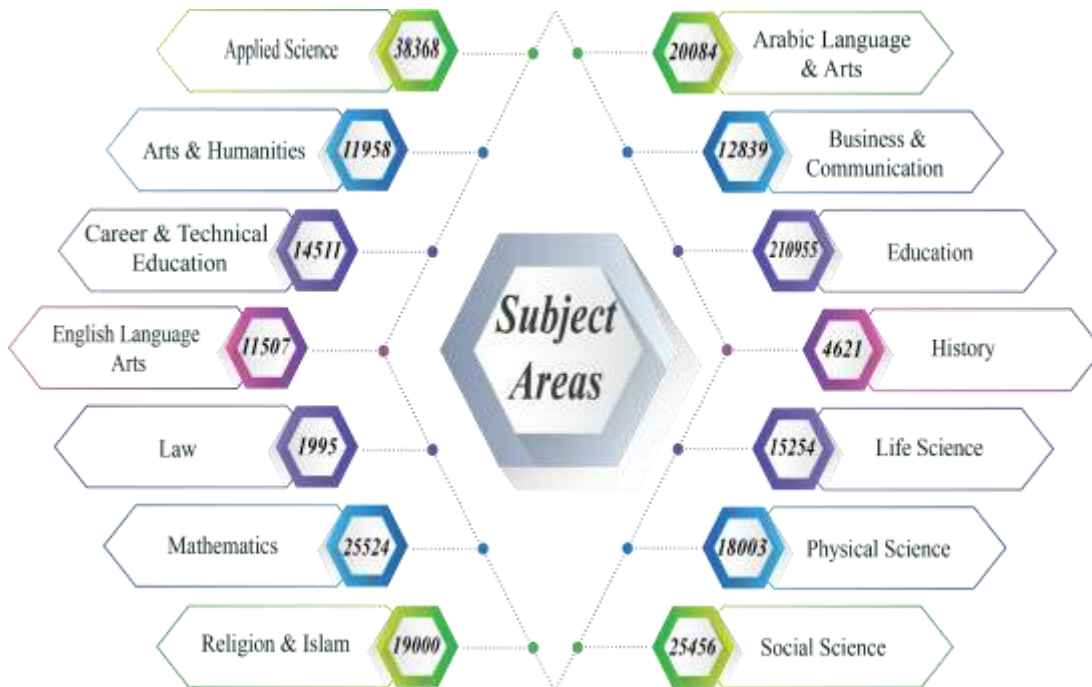 Applied Science
38368
20084
Arabic Language
& Arts
Arts & Humanities
11958
12839
Business &
Communication
Career & Technical
Education
14511
210955
Education
Subject
Areas
English Language
Arts
11507
4621
History
Law
1995
15254
Life Science
Mathematics
25524
18003
Physical Science
Religion & Islam
19000
25456
Social Science